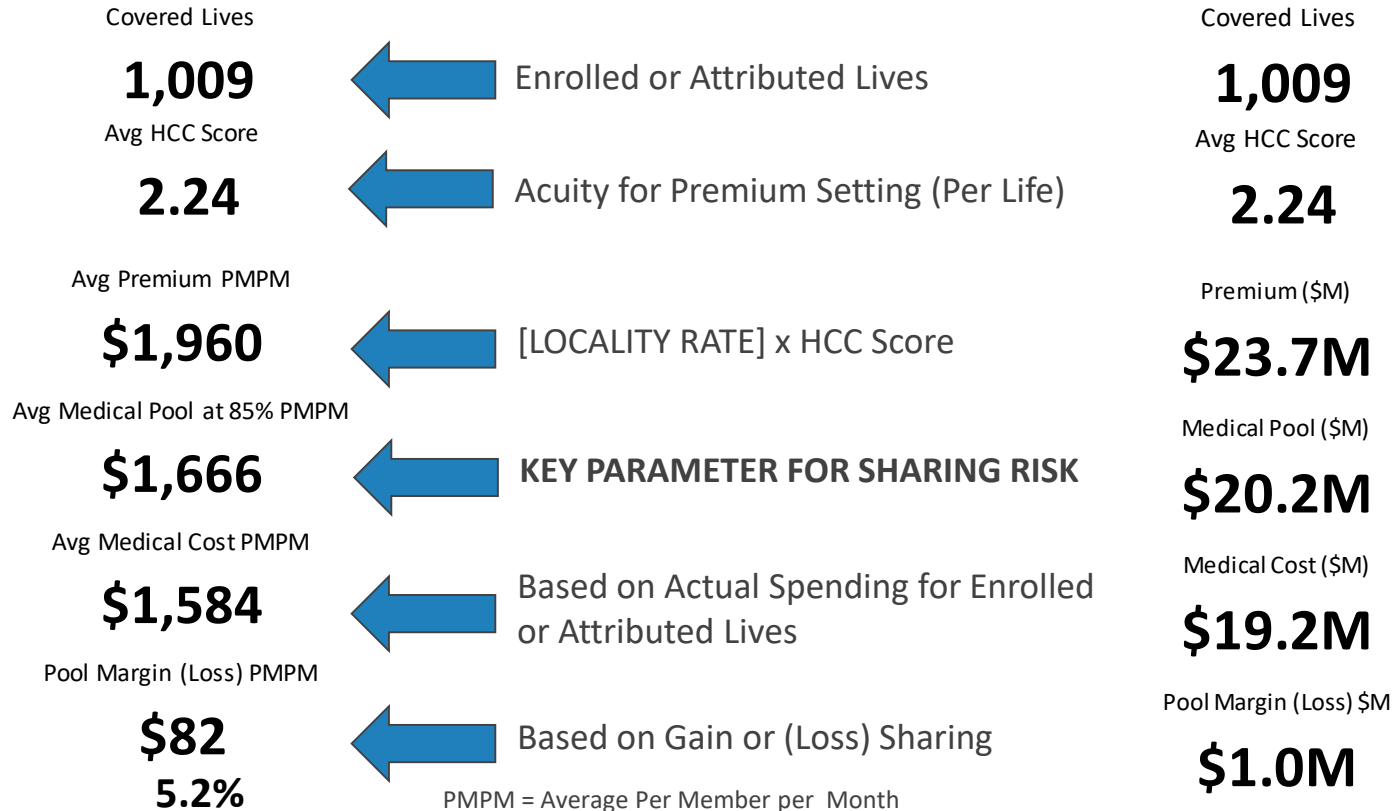 Covered Lives
1,009
Enrolled or Attributed Lives
Covered Lives
1,009
Avg HCC Score
2.24
Acuity for Premium Setting (Per Life)
Avg HCC Score
2.24
Avg Premium PMPM
$1,960
[LOCALITY RATE] x HCC Score
Premium ($M)
$23.7M
Avg Medical Pool at 85% PMPM
$1,666
KEY PARAMETER FOR SHARING RISK
Medical Pool ($M)
$20.2M
Avg Medical Cost PMPM
$1,584
Based on Actual Spending for Enrolled
or Attributed Lives
Medical Cost ($M)
$19.2M
Pool Margin (Loss) PMPM
$82
5.2%
Based on Gain or (Loss) Sharing
Pool Margin (Loss) $M
$1.0M
PMPM = Average Per Member per Month